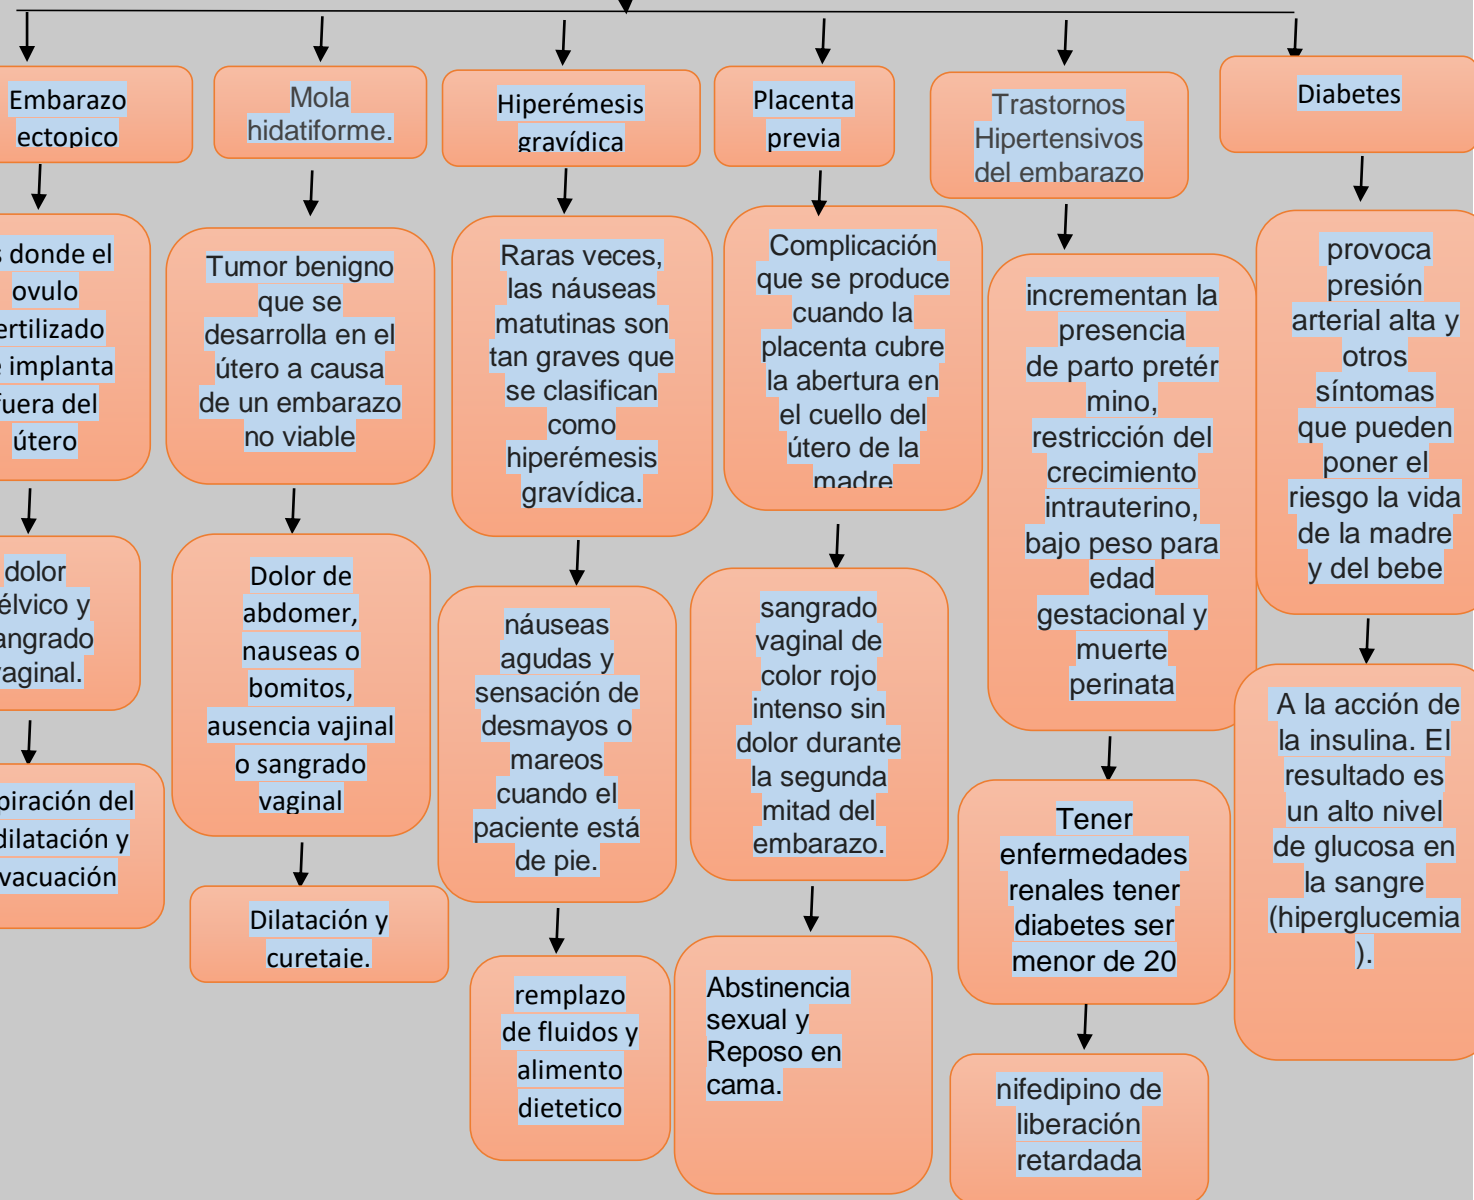 Embarazo
ectopico
Mola
hidatiforme.
Hiperémesis
gravídica
Placenta
previa
Trastornos
Hipertensivos
del embarazo
Diabetes
donde el
ovulo
implanta
del
útero
Tumor benigno
que se
desarrolla en el
útero a causa
de un embarazo
no viable
Raras veces,
las náuseas
matutinas son
tan graves que
se clasifican
como
hiperémesis
gravídica.
Complicación
que se produce
cuando la
placenta cubre
la abertura en
el cuello del
útero de la
madre
incrementan la
presencia
de parto pretér
mino,
restricción del
crecimiento
intrauterino,
bajo peso para
edad
gestacional y
muerte
perinata
provoca
presión
arterial alta y
otros
síntomas
que pueden
poner el
riesgo la vida
de la madre
y del bebe
dolor
y
Dolor de
abdomer,
nauseas o
bomitos,
ausencia vajinal
o sangrado
vaginal
náuseas
agudas y
sensación de
desmayos o
mareos
cuando el
paciente está
de pie.
sangrado
vaginal de
color rojo
intenso sin
dolor durante
la segunda
mitad del
embarazo.
Tener
enfermedades
renales tener
diabetes ser
menor de 20
A la acción de
la insulina. El
resultado es
un alto nivel
de glucosa en
la sangre
(hiperglucemia
).
del
dilatación y
Dilatación y
curetaje.
remplazo
de fluidos y
alimento
dietetico
Abstinencia
sexual y
Reposo en
cama.
nifedipino de
liberación
retardada